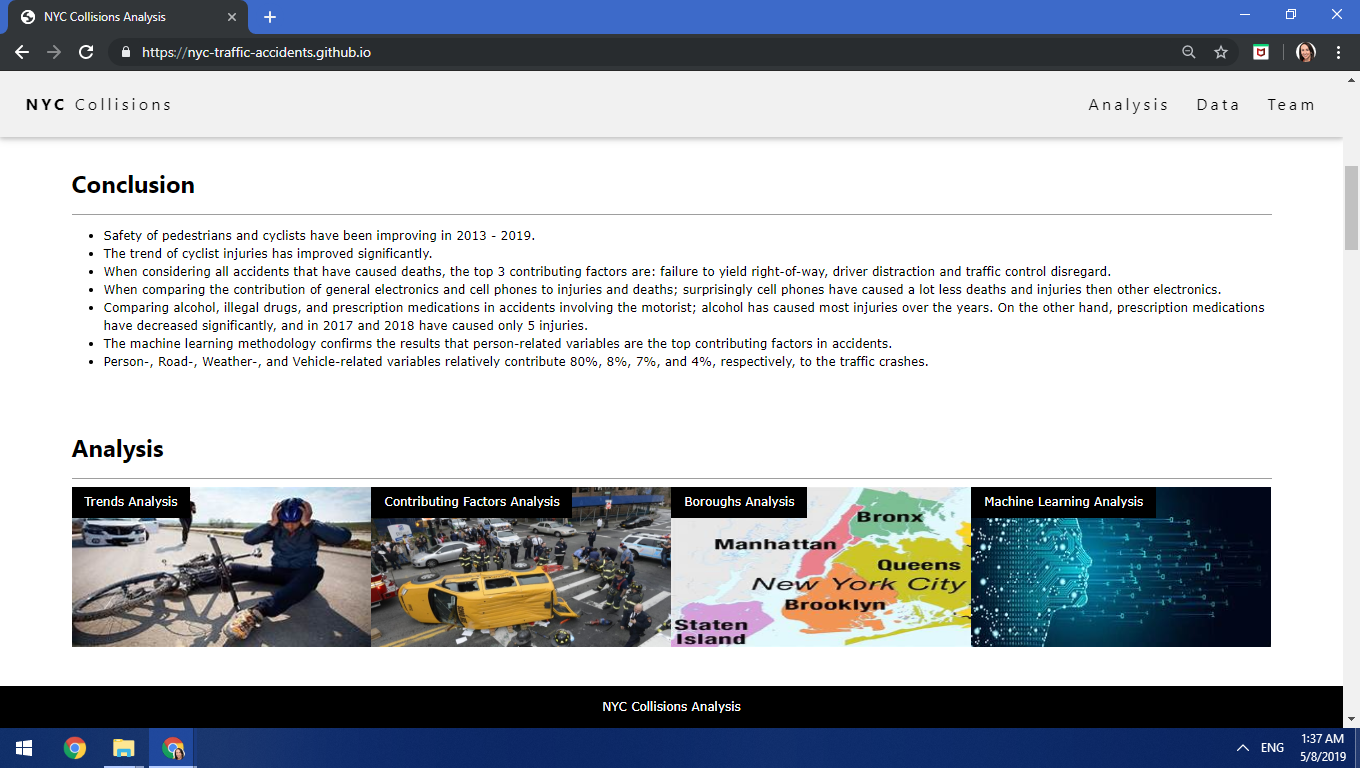 NYC Collisions Analysis
https://nyc-traffic-accidents.github.io
NYC Collisions
Analysis Data Team
Conclusion
Safety of pedestrians and cyclists have been improving in 2013 - 2019.
The trend of cyclist injuries has improved significantly.
When considering all accidents that have caused deaths, the top 3 contributing factors are: failure to yield right-of-way, driver distraction and traffic control disregard.
When comparing the contribution of general electronics and cell phones to injuries and deaths; surprisingly cell phones have caused a lot less deaths and injuries then other electronics.
Comparing alcohol, illegal drugs, and prescription medications in accidents involving the motorist; alcohol has caused most injuries over the years. On the other hand, prescription medications
have decreased significantly, and in 2017 and 2018 have caused only 5 injuries.
The machine learning methodology confirms the results that person-related variables are the top contributing factors in accidents.
Person-, Road-, Weather-, and Vehicle-related variables relatively contribute 80%, 8%, 7%, and 4%, respectively, to the traffic crashes.
Analysis
Trends Analysis
Contributing Factors Analysis
Boroughs Analysis
Bronx
Manhattan
Queens
New York City
Brooklyn
Staten
Island
Machine Learning Analysis
NYC Collisions Analysis
ENG
1:37 AM
5/8/2019